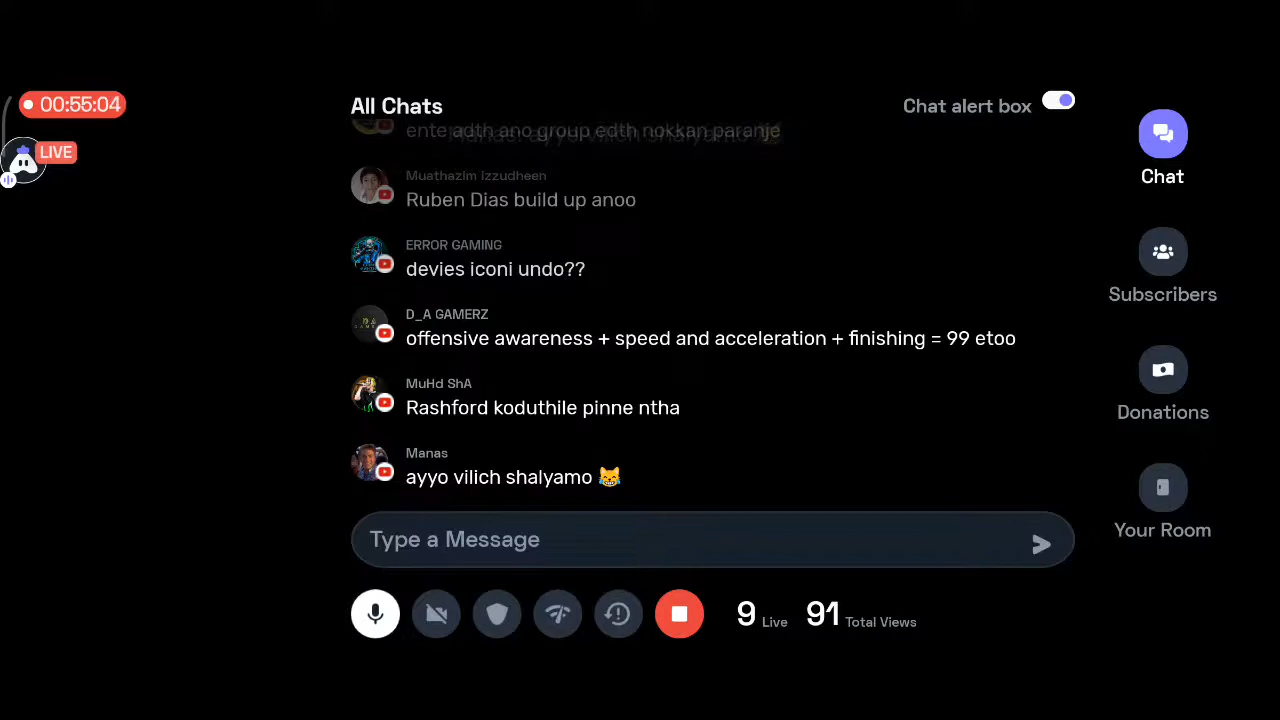 00:55:04
LIVE
All Chats
Chat alert box
ente adth ano group edth nokkan paranje
Muathazim izzudheen
Ruben Dias build up anoo
ERROR GAMING
devies iconi undo??
D_A GAMERZ
offensive awareness + speed and acceleration + finishing = 99 etoo
MuHd ShA
Rashford koduthile pinne ntha
Manas
ayyo vilich shalyamo 😹
Type a Message
9 Live 91 Total Views
Chat
Subscribers
Donations
Your Room